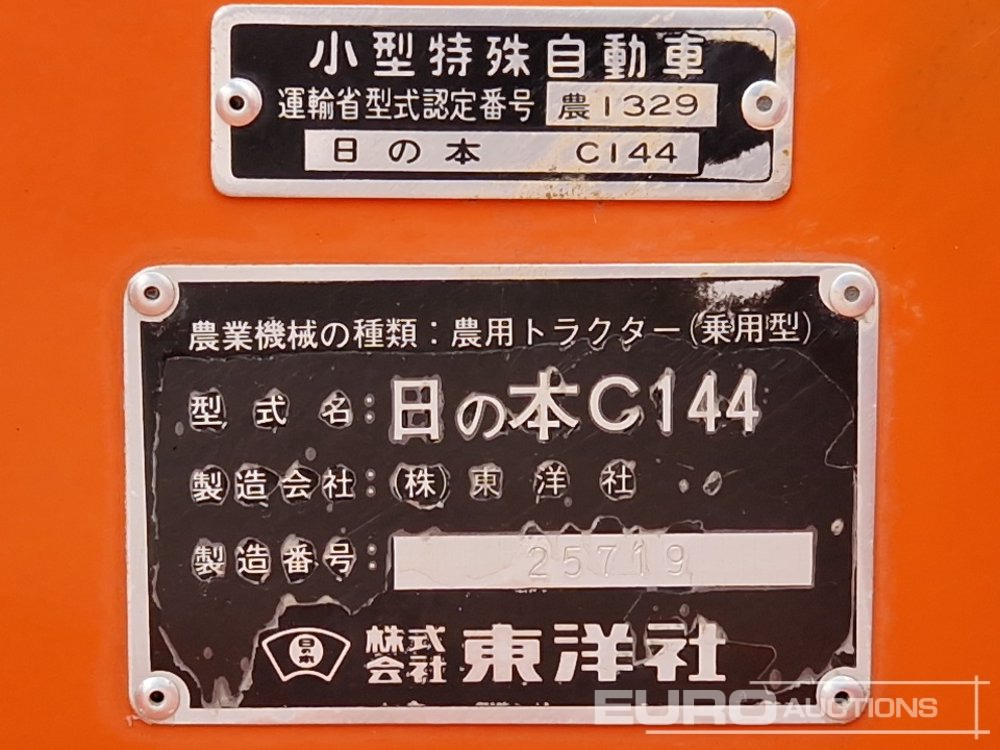 小型特殊自動車
運輸省型式認定番号 農1329
日の本 C144
農業機械の種類：農用トラクター（乗用型）
型式名：日の本C144
製造会社：（株）東洋社
製造番号：25719
日の本 株式会社 東洋社
EURO AUCTIONS